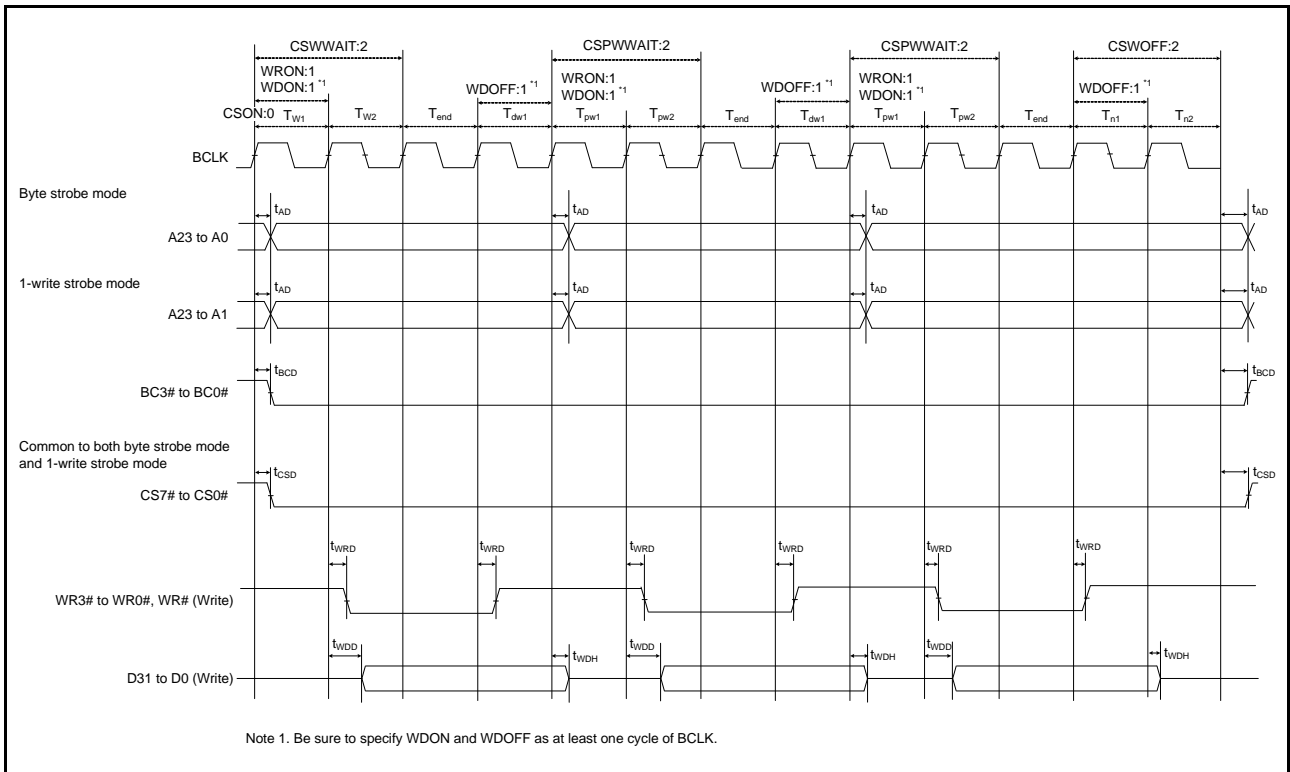 CSWWAIT:2 CSPWWAIT:2 CSPWWAIT:2 CSWOFF:2
WRON:1 WRON:1 WRON:1
WDON:1 *1 WDOFF:1 *1 WDON:1 *1 WDOFF:1 *1 WDON:1 *1 WDOFF:1 *1
CSON:0 TW1 TW2 Tend Tdw1 Tpw1 Tpw2 Tend Tdw1 Tpw1 Tpw2 Tend Tn1 Tn2
BCLK
Byte strobe mode
tAD tAD tAD tAD
A23 to A0
1-write strobe mode
tAD tAD tAD tAD
A23 to A1
tBCD tBCD
BC3# to BC0#
Common to both byte strobe mode
and 1-write strobe mode
tCSD tCSD
CS7# to CS0#
tWRD tWRD tWRD tWRD tWRD tWRD
WR3# to WR0#, WR# (Write)
tWDD tWDH tWDD tWDH tWDD tWDH
D31 to D0 (Write)
Note 1. Be sure to specify WDON and WDOFF as at least one cycle of BCLK.